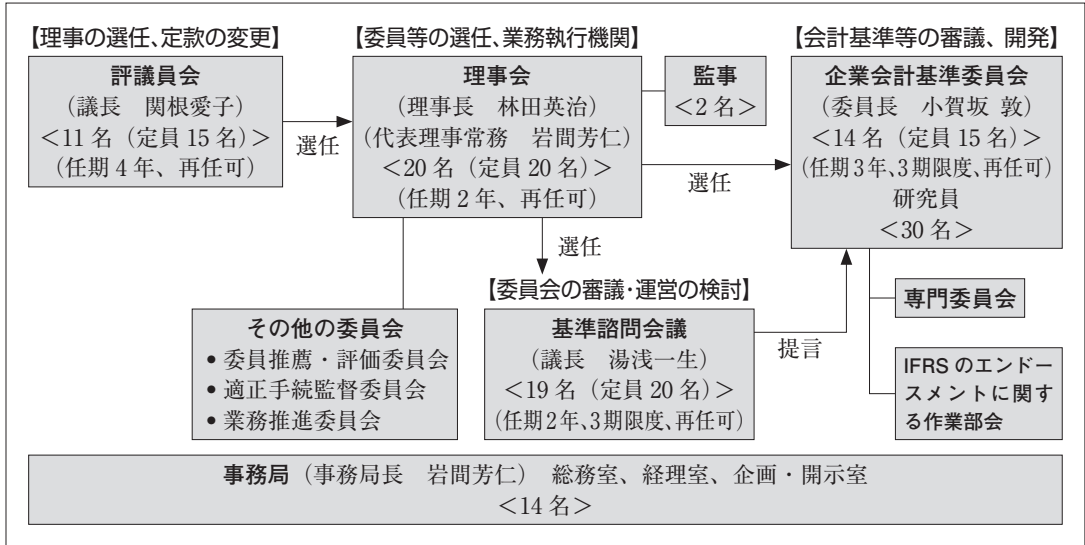 【理事の選任、定款の変更】
評議員会
(議長 関根愛子)
<11名(定員15名)>
(任期4年、再任可)
選任
【委員等の選任、業務執行機関】
理事会
(理事長 林田英治)
(代表理事常務 岩間芳仁)
<20名(定員20名)>
(任期2年、再任可)
監事
<2名>
選任
【会計基準等の審議、開発】
企業会計基準委員会
(委員長 小賀坂 敦)
<14名(定員15名)>
(任期3年、3期限度、再任可)
研究員
<30名>
選任
【委員会の審議・運営の検討】
基準諮問会議
(議長 湯浅一生)
<19名(定員20名)>
(任期2年、3期限度、再任可)
提言
専門委員会
IFRSのエンドー
スメントに関す
る作業部会
その他の委員会
•委員推薦・評価委員会
•適正手続監督委員会
•業務推進委員会
事務局(事務局長 岩間芳仁) 総務室、経理室、企画・開示室
<14名>